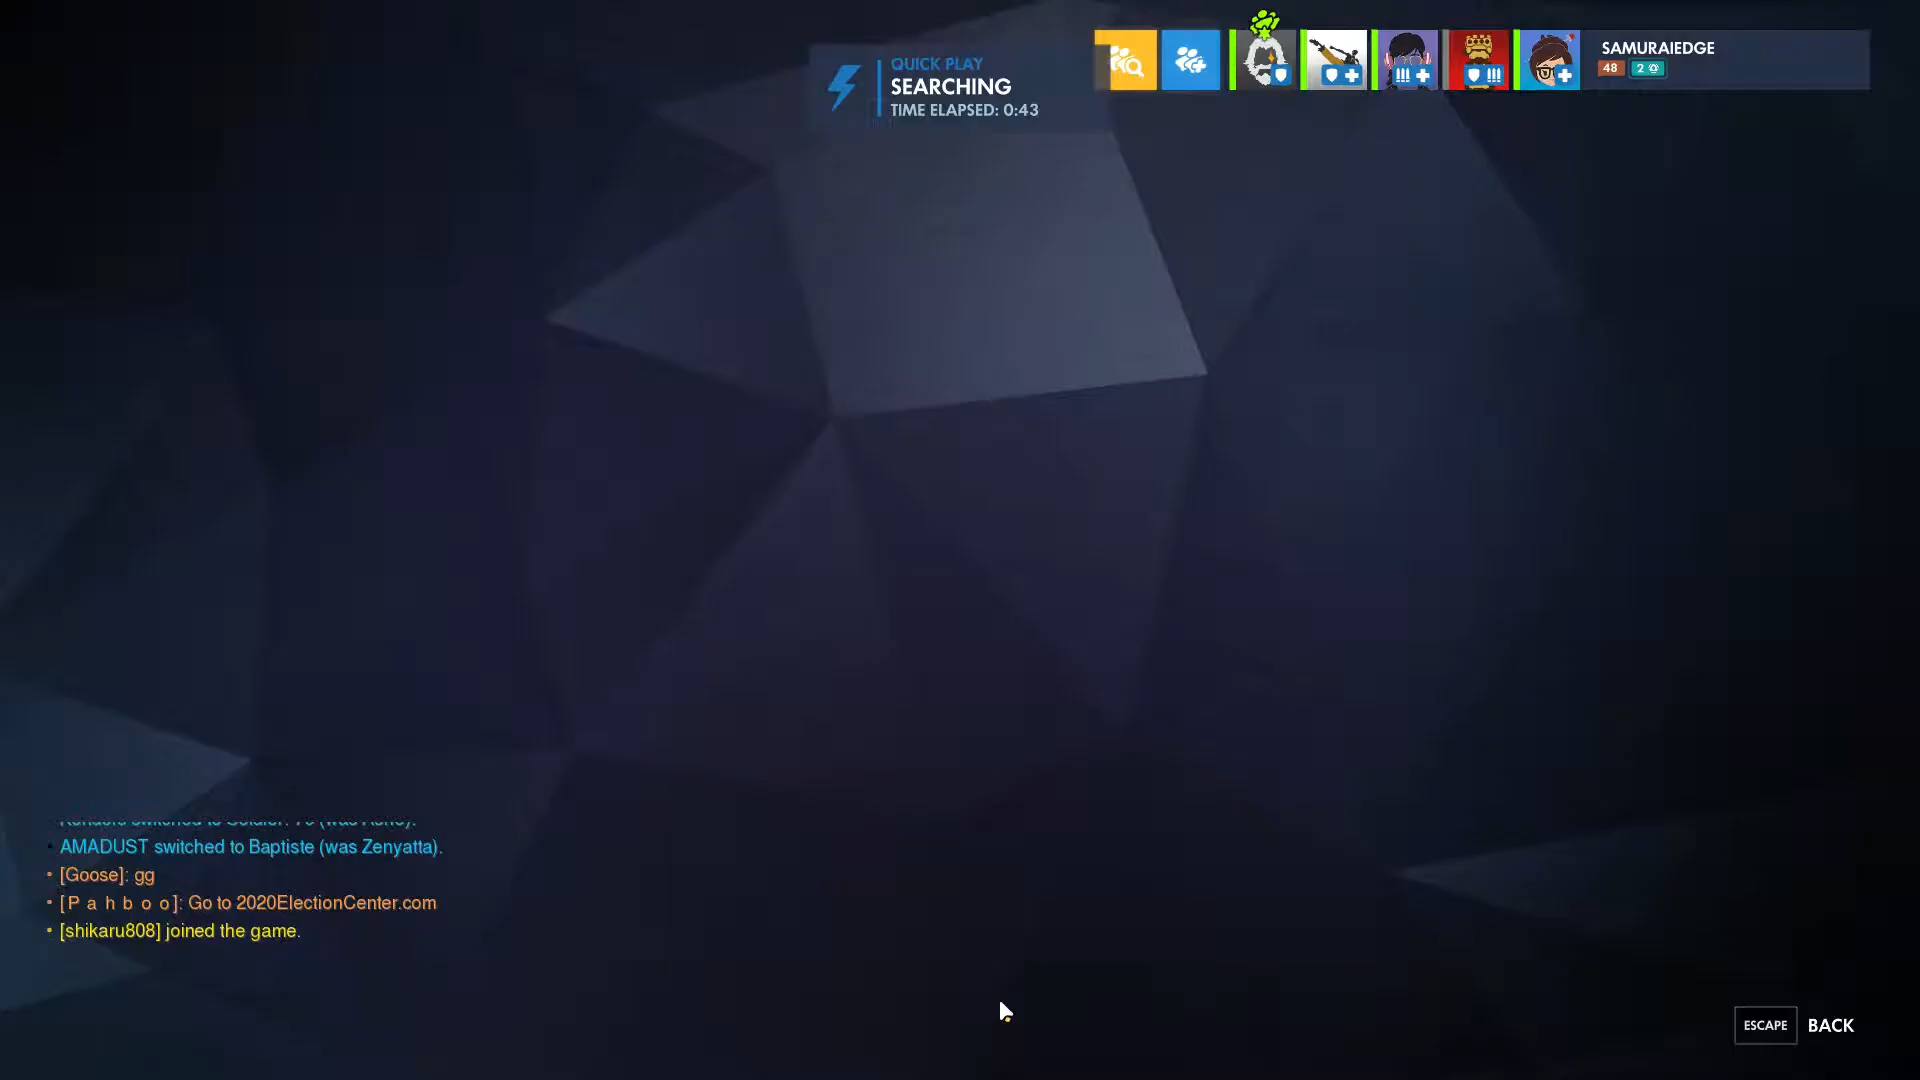 QUICK PLAY
SEARCHING
TIME ELAPSED: 0:43
SAMURAIEDGE
48 2
AMADUST switched to Baptiste (was Zenyatta).
[Goose]: gg
[P a h b o o]: Go to 2020ElectionCenter.com
[shikaru808] joined the game.
ESCAPE BACK